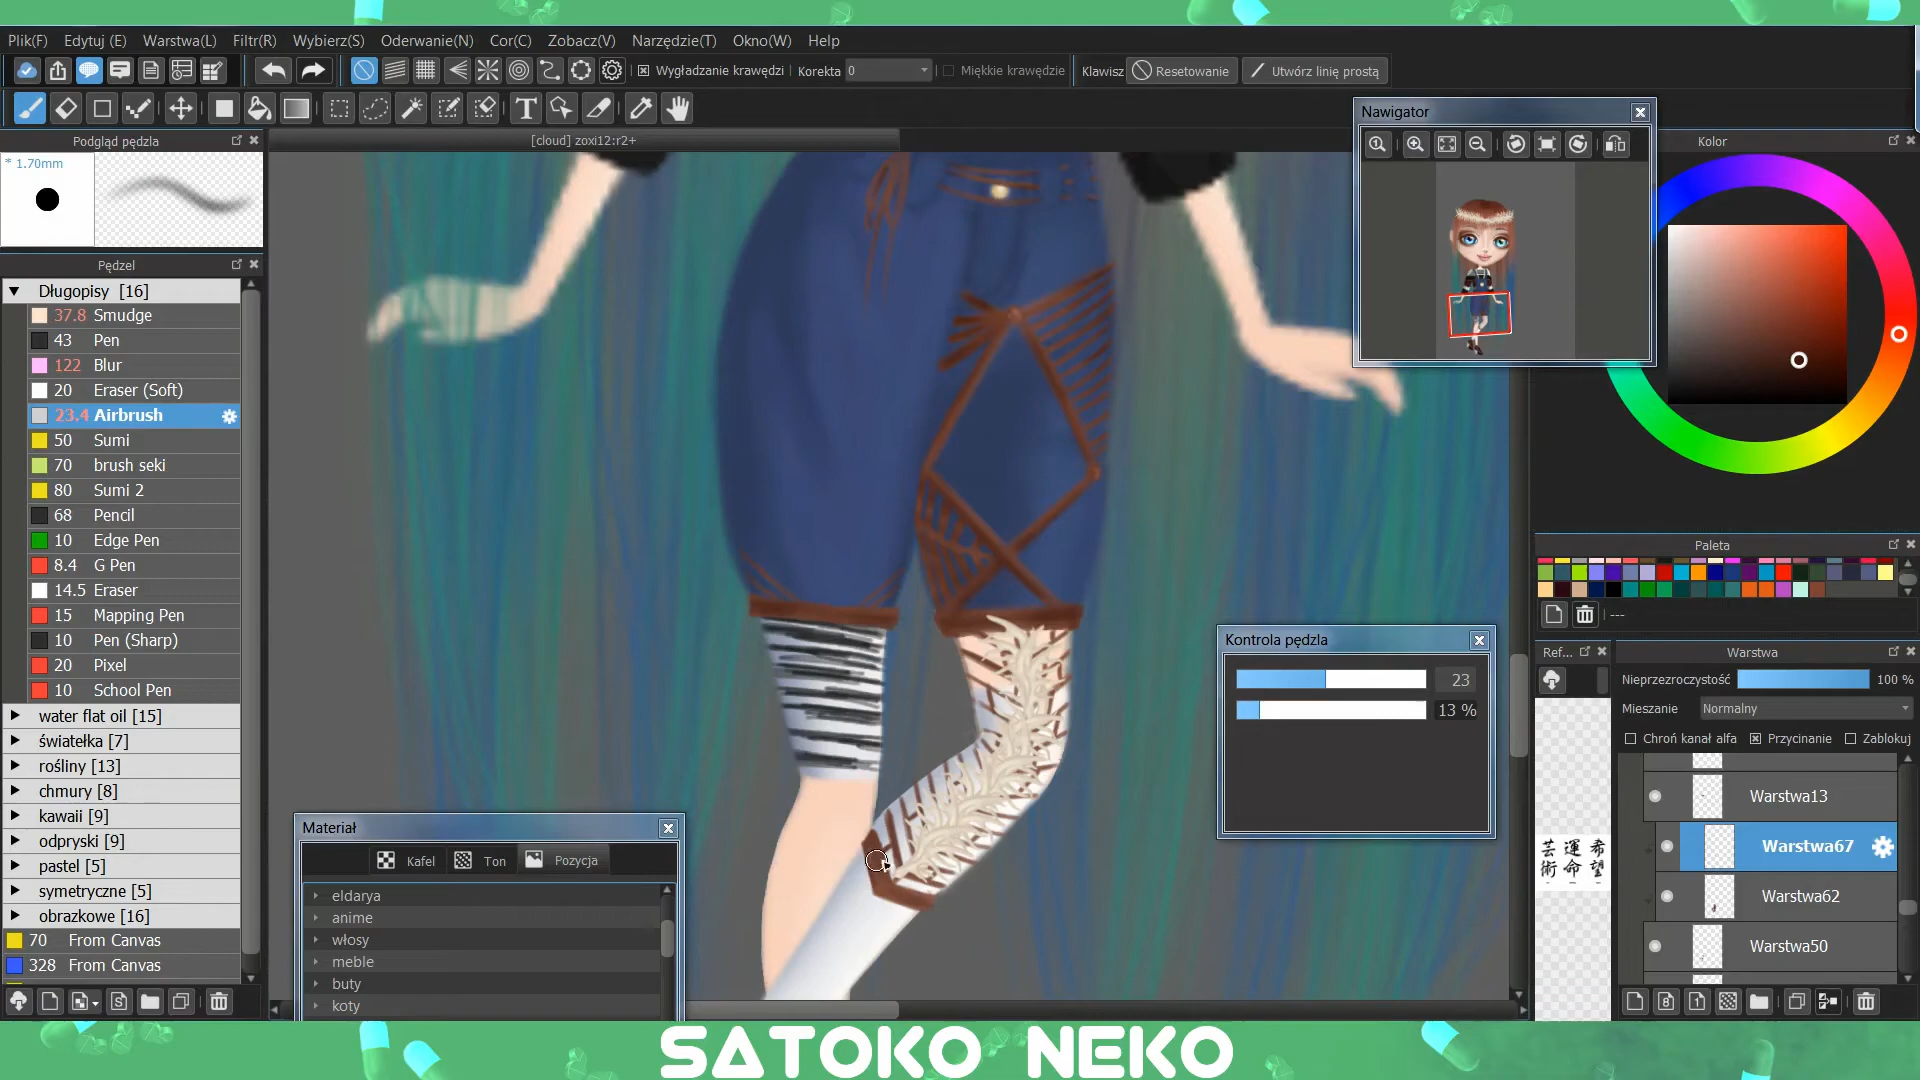 Plik(F) Edytuj (E) Warstwa(L) Filtr(R) Wybierz(S) Oderwanie(N) Cor(C) Zobacz(V) Narzędzie(T) Okno(W) Help
Wygładzanie krawędzi Korekta 0 Miękkie krawędzie Klawisz Resetowanie Utwórz linię prostą
Podgląd pędzla
* 1.70mm
Pędzel
Długopisy [16]
37.8 Smudge
43 Pen
122 Blur
20 Eraser (Soft)
23.4 Airbrush
50 Sumi
70 brush seki
80 Sumi 2
68 Pencil
10 Edge Pen
8.4 G Pen
14.5 Eraser
15 Mapping Pen
10 Pen (Sharp)
20 Pixel
10 School Pen
water flat oil [15]
światełka [7]
rośliny [13]
chmury [8]
kawaii [9]
odpryski [9]
pastel [5]
symetryczne [5]
obrazkowe [16]
70 From Canvas
328 From Canvas
[cloud] zoxi12:r2+
Nawigator
Kolor
Paleta
---
Kontrola pędzla
23
13 %
Materiał
Kafel Ton Pozycja
eldarya
anime
włosy
meble
buty
koty
Ref...
芸運希
術命望
Warstwa
Nieprzezroczystość 100 %
Mieszanie Normalny
Chroń kanał alfa Przycinanie Zablokuj
Warstwa13
Warstwa67
Warstwa62
Warstwa50
SATOKO NEKO